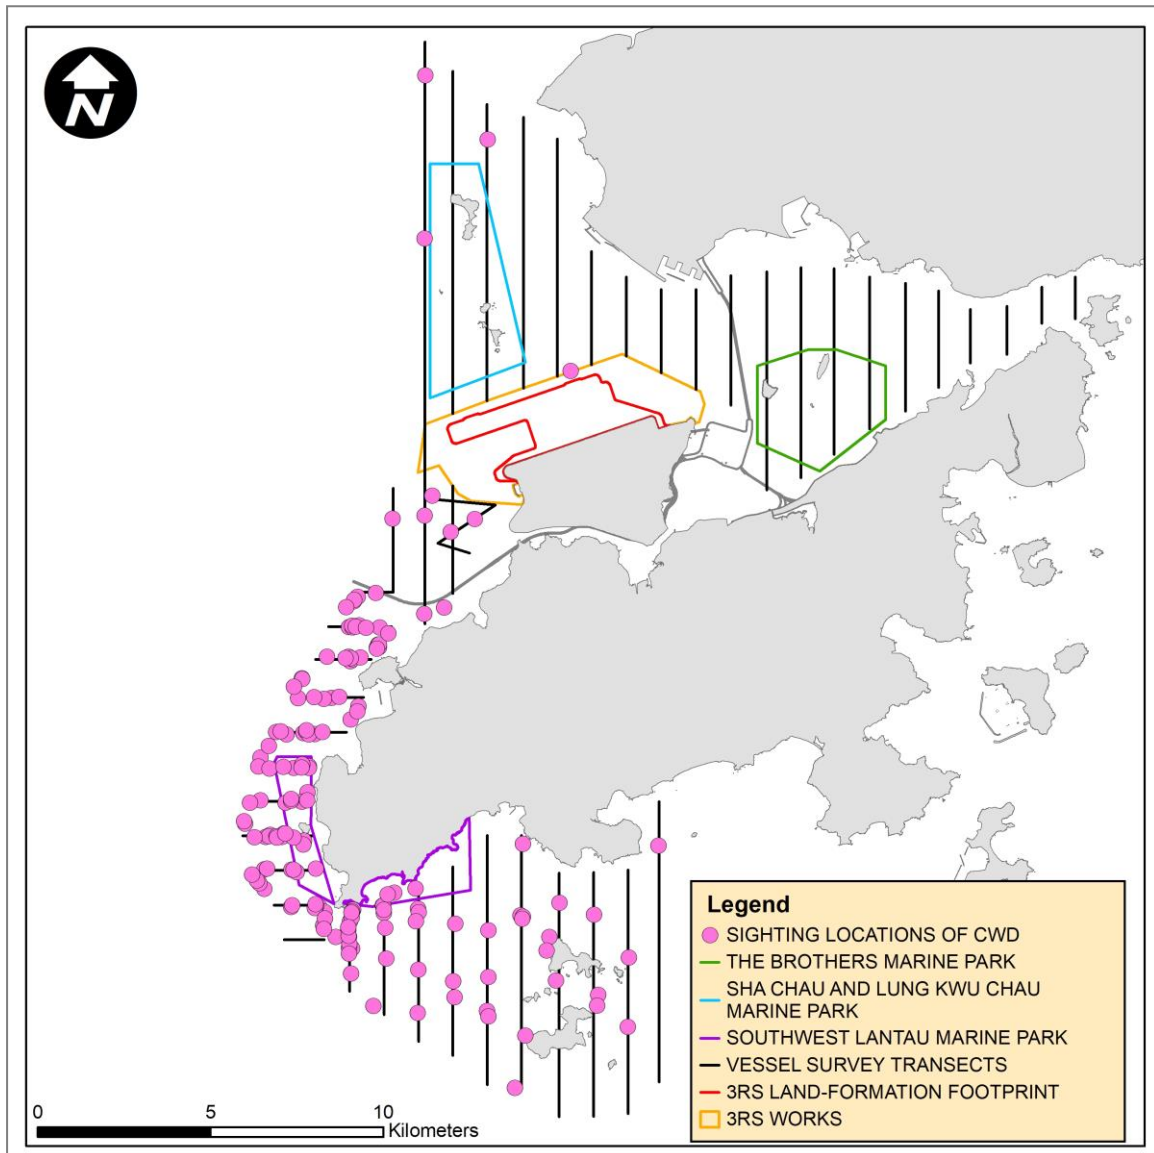 N
Legend
SIGHTING LOCATIONS OF CWD
THE BROTHERS MARINE PARK
SHA CHAU AND LUNG KWU CHAU
MARINE PARK
SOUTHWEST LANTAU MARINE PARK
VESSEL SURVEY TRANSECTS
3RS LAND-FORMATION FOOTPRINT
3RS WORKS
0 5 10
Kilometers